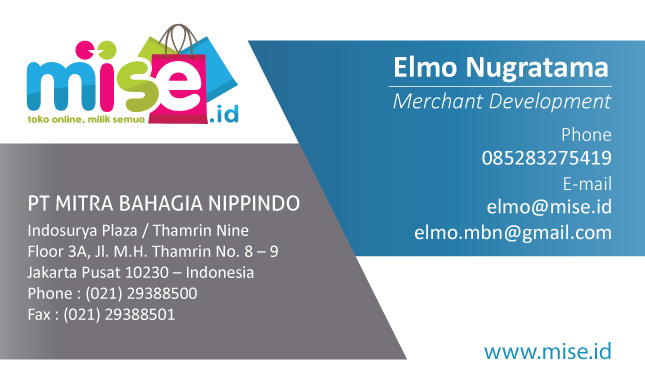 mise.id
toko online, milik semua
Elmo Nugratama
Merchant Development
Phone
085283275419
E-mail
elmo@mise.id
elmo.mbn@gmail.com
PT MITRA BAHAGIA NIPPINDO
Indosurya Plaza / Thamrin Nine
Floor 3A, Jl. M.H. Thamrin No. 8 – 9
Jakarta Pusat 10230 – Indonesia
Phone : (021) 29388500
Fax : (021) 29388501
www.mise.id